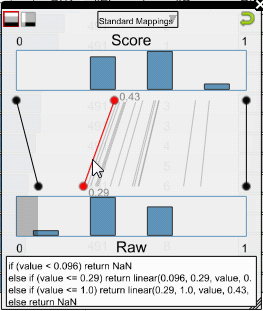 Standard Mappings
Score
0 1
0.43
0.29
0 1
Raw
if (value < 0.096) return NaN
else if (value <= 0.29) return linear(0.096, 0.29, value, 0.
else if (value <= 1.0) return linear(0.29, 1.0, value, 0.43,
else return NaN